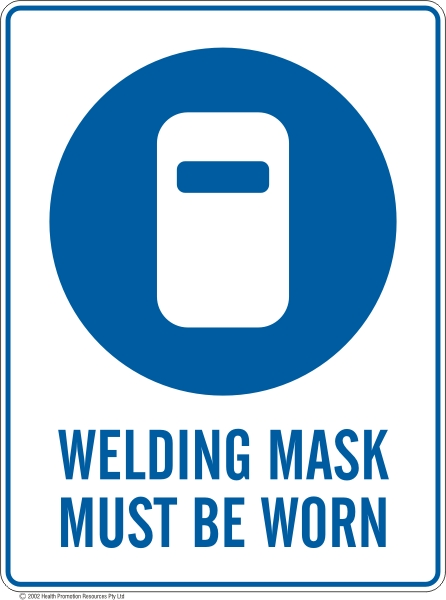 WELDING MASK
MUST BE WORN
© 2002 Health Promotion Resources Pty Ltd